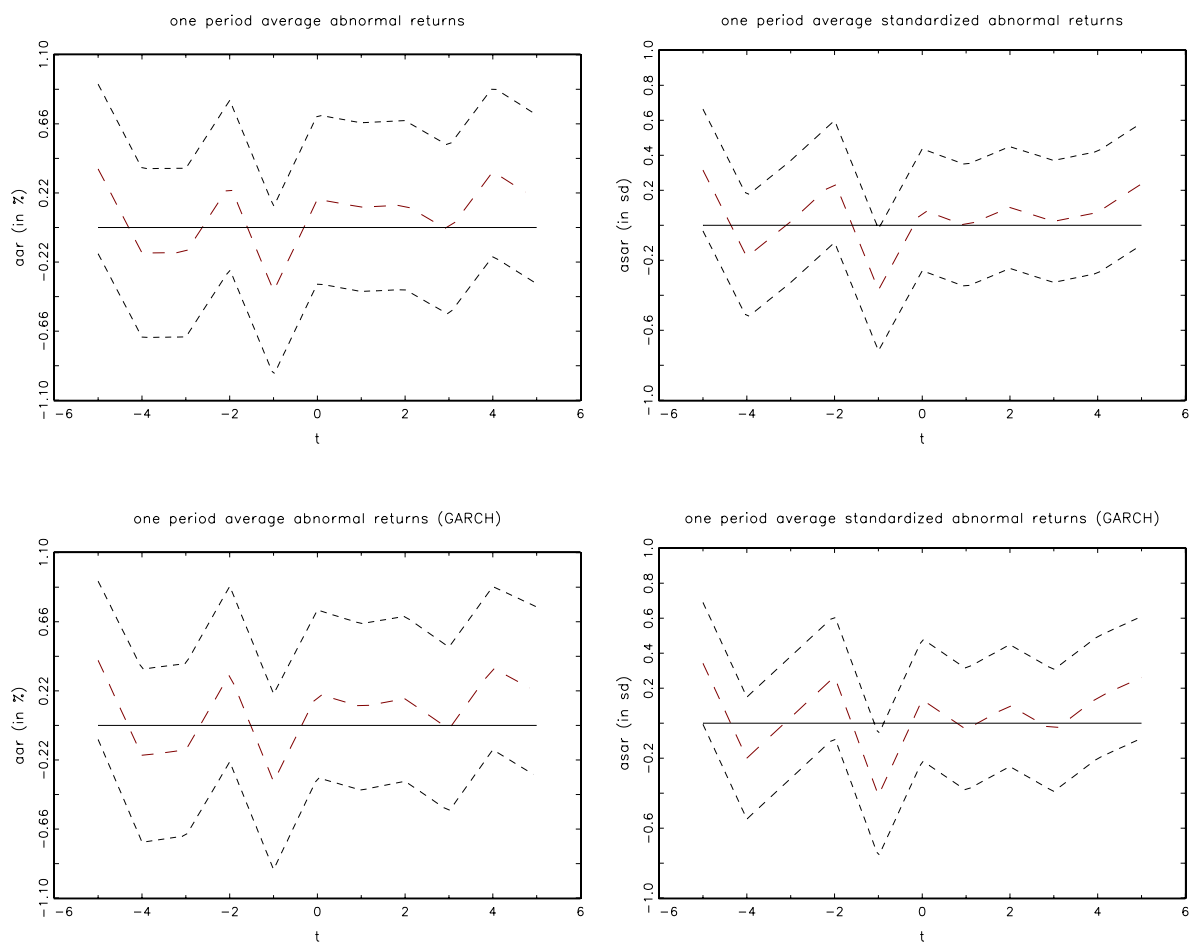 one period average abnormal returns
aar (in %)
1.10
0.66
0.22
-0.22
-0.66
-1.10
-6 -4 -2 0 2 4 6
t
one period average standardized abnormal returns
asar (in sd)
1.0
0.8
0.6
0.4
0.2
-0.2
-0.6
-1.0
-6 -4 -2 0 2 4 6
t
one period average abnormal returns (GARCH)
aar (in %)
1.10
0.66
0.22
-0.22
-0.66
-1.10
-6 -4 -2 0 2 4 6
t
one period average standardized abnormal returns (GARCH)
asar (in sd)
1.0
0.8
0.6
0.4
0.2
-0.2
-0.6
-1.0
-6 -4 -2 0 2 4 6
t